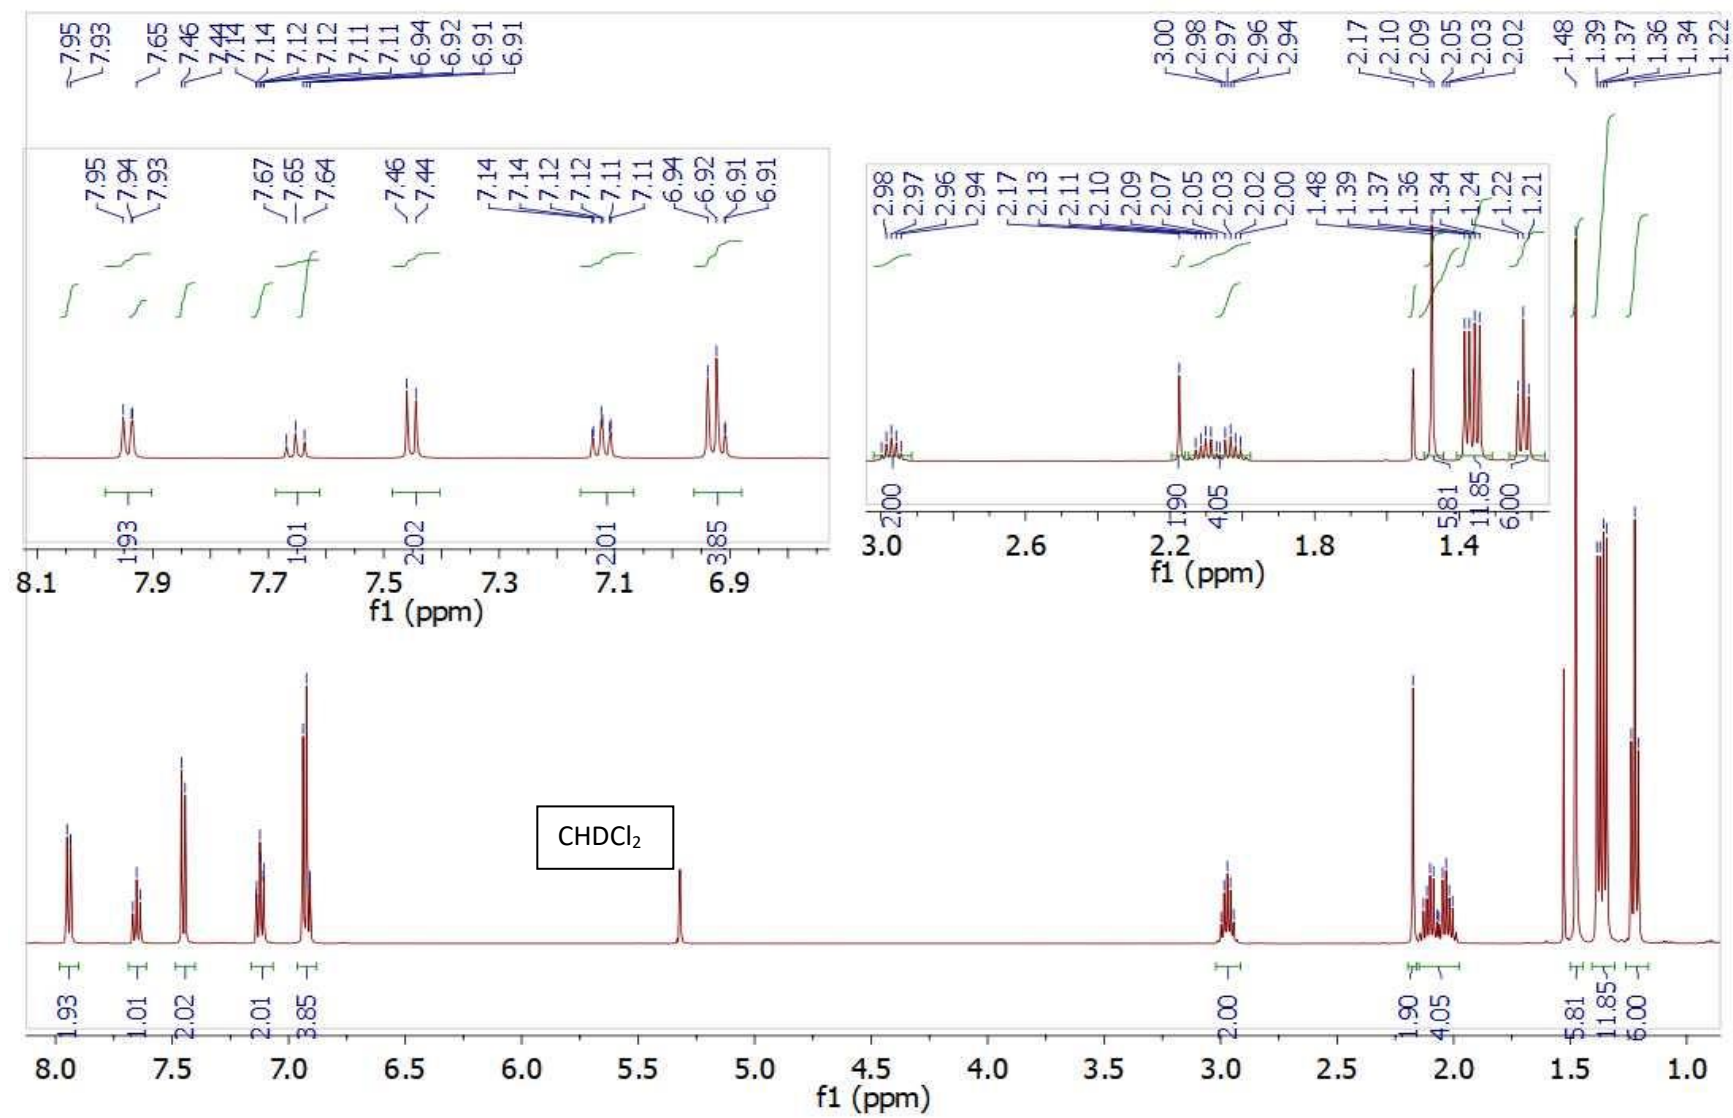 7.95 7.93 7.65 7.46 7.44 7.14 7.14 7.12 7.12 7.11 7.11 6.94 6.92 6.91 6.91 3.00 2.98 2.97 2.96 2.94 2.17 2.10 2.09 2.05 2.03 2.02 1.48 1.39 1.37 1.36 1.34 1.22
7.95 7.94 7.93 7.67 7.65 7.64 7.46 7.44 7.14 7.14 7.12 7.12 7.11 7.11 6.94 6.92 6.91 6.91
1.93 1.01 2.02 2.01 3.85
8.1 7.9 7.7 7.5 7.3 7.1 6.9
f1 (ppm)
2.98 2.97 2.96 2.94 2.17 2.13 2.11 2.10 2.09 2.07 2.05 2.03 2.02 2.00 1.48 1.39 1.37 1.36 1.34 1.24 1.22 1.21
2.00 1.90 4.05 5.81 11.85 6.00
3.0 2.6 2.2 1.8 1.4
f1 (ppm)
CHDCl₂
1.93 1.01 2.02 2.01 3.85 2.00 1.90 4.05 5.81 11.85 6.00
8.0 7.5 7.0 6.5 6.0 5.5 5.0 4.5 4.0 3.5 3.0 2.5 2.0 1.5 1.0
f1 (ppm)